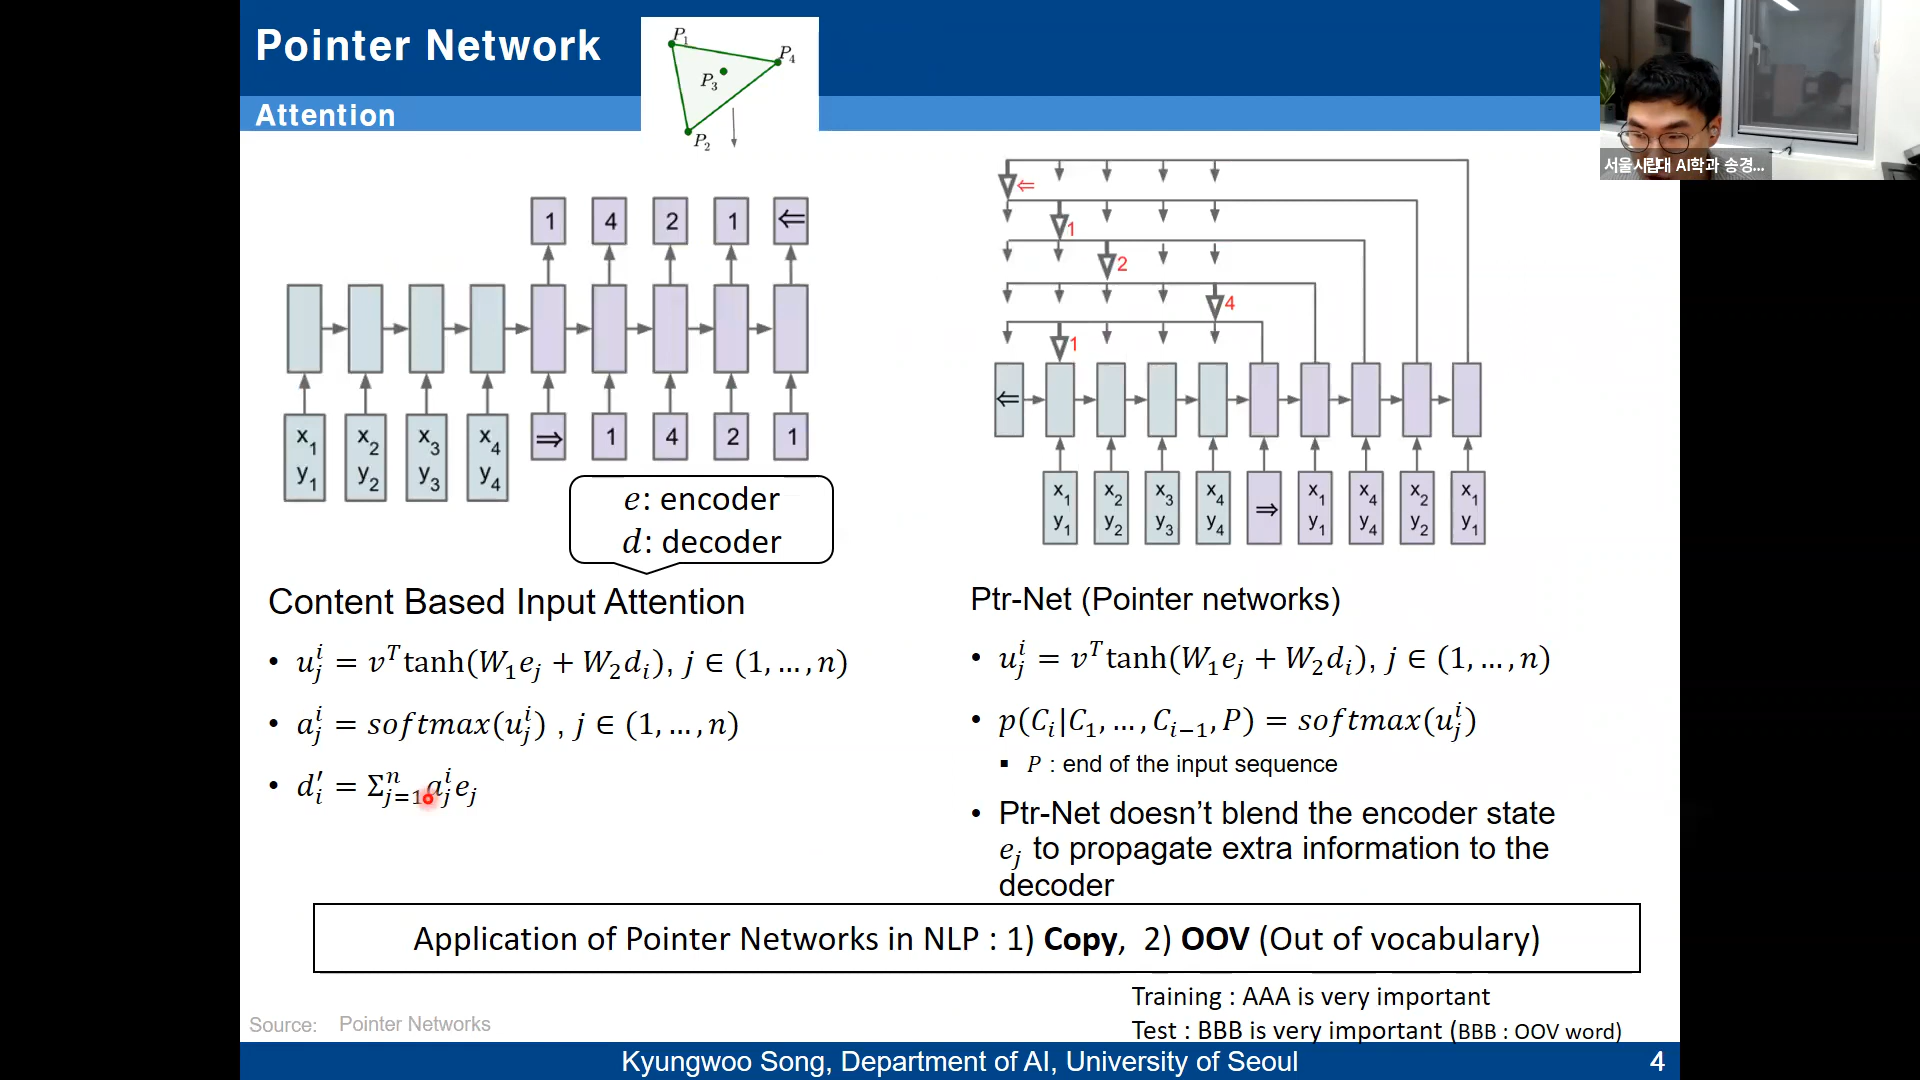 Pointer Network
Attention
P1
P4
P3
P2
서울시립대 AI학과 송경...
1 4 2 1 ⇐
x1 y1 x2 y2 x3 y3 x4 y4 ⇒ 1 4 2 1
e: encoder
d: decoder
⇐
1
2
4
1
⇐
x1 y1 x2 y2 x3 y3 x4 y4 ⇒ x1 y1 x4 y4 x2 y2 x1 y1
Content Based Input Attention
• u_j^i = v^T tanh(W_1 e_j + W_2 d_i), j ∈ (1, …, n)
• a_j^i = softmax(u_j^i) , j ∈ (1, …, n)
• d_i′ = Σ_{j=1}^n a_j^i e_j
Ptr-Net (Pointer networks)
• u_j^i = v^T tanh(W_1 e_j + W_2 d_i), j ∈ (1, …, n)
• p(C_i|C_1, …, C_{i−1}, P) = softmax(u_j^i)
▪ P : end of the input sequence
• Ptr-Net doesn’t blend the encoder state
e_j to propagate extra information to the
decoder
Application of Pointer Networks in NLP : 1) Copy, 2) OOV (Out of vocabulary)
Training : AAA is very important
Test : BBB is very important (BBB : OOV word)
Source: Pointer Networks
Kyungwoo Song, Department of AI, University of Seoul 4